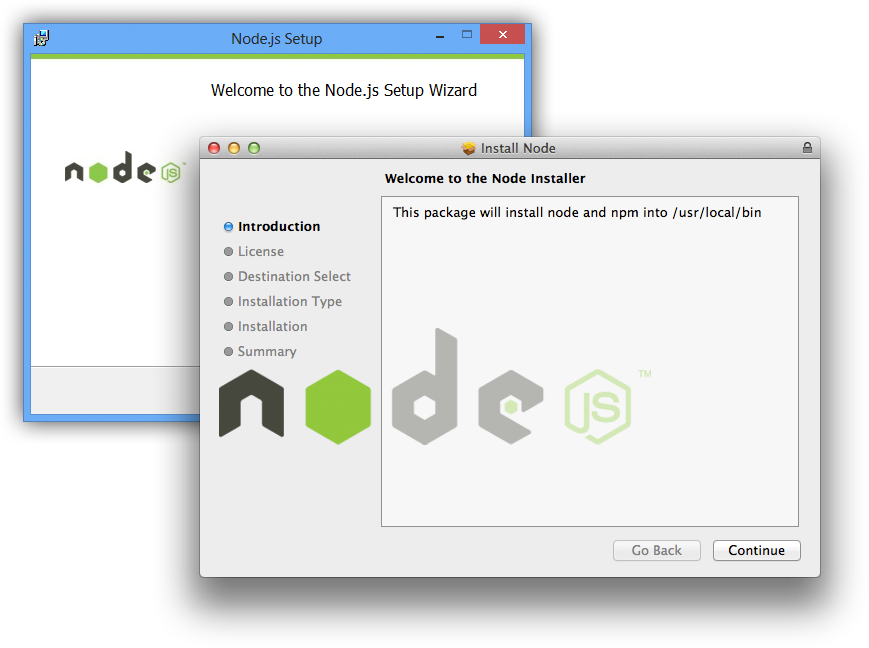 Node.js Setup
Welcome to the Node.js Setup Wizard
node JS ™
Install Node
Welcome to the Node Installer
This package will install node and npm into /usr/local/bin
Introduction
License
Destination Select
Installation Type
Installation
Summary
node JS TM
Go Back
Continue